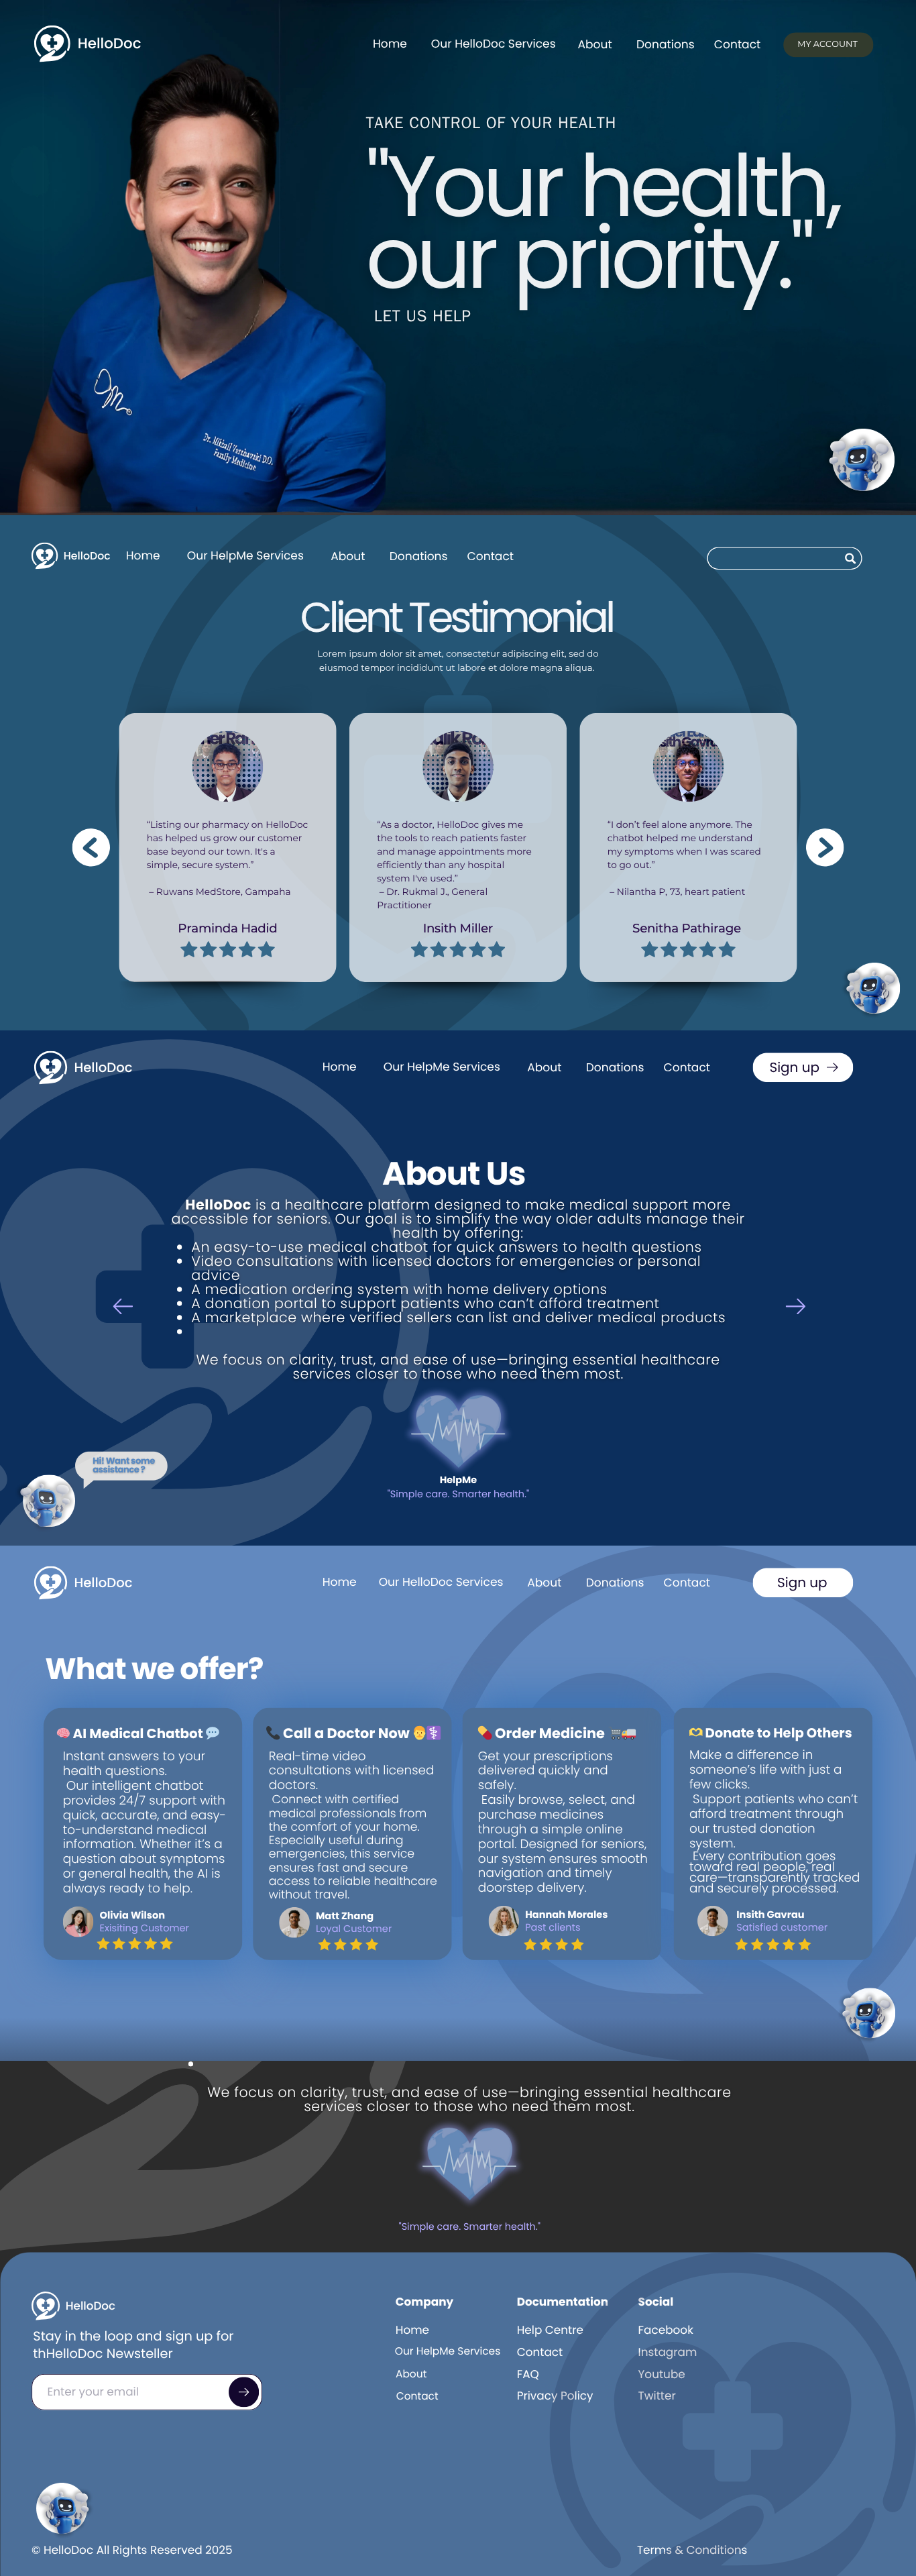 HelloDoc
Home Our HelloDoc Services About Donations Contact MY ACCOUNT
TAKE CONTROL OF YOUR HEALTH
"Your health,
our priority."
LET US HELP
Dr. Mikhail Varshavski D.O.
Family Medicine
HelloDoc Home Our HelpMe Services About Donations Contact
Client Testimonial
Lorem ipsum dolor sit amet, consectetur adipiscing elit, sed do
eiusmod tempor incididunt ut labore et dolore magna aliqua.
“Listing our pharmacy on HelloDoc
has helped us grow our customer
base beyond our town. It's a
simple, secure system.”
– Ruwans MedStore, Gampaha
Praminda Hadid
“As a doctor, HelloDoc gives me
the tools to reach patients faster
and manage appointments more
efficiently than any hospital
system I've used.”
– Dr. Rukmal J., General
Practitioner
Insith Miller
“I don’t feel alone anymore. The
chatbot helped me understand
my symptoms when I was scared
to go out.”
– Nilantha P, 73, heart patient
Senitha Pathirage
HelloDoc
Home Our HelpMe Services About Donations Contact Sign up →
About Us
HelloDoc is a healthcare platform designed to make medical support more
accessible for seniors. Our goal is to simplify the way older adults manage their
health by offering:
• An easy-to-use medical chatbot for quick answers to health questions
• Video consultations with licensed doctors for emergencies or personal
advice
• A medication ordering system with home delivery options
• A donation portal to support patients who can’t afford treatment
• A marketplace where verified sellers can list and deliver medical products
•
We focus on clarity, trust, and ease of use—bringing essential healthcare
services closer to those who need them most.
Hi! Want some
assistance ?
HelpMe
"Simple care. Smarter health."
HelloDoc
Home Our HelloDoc Services About Donations Contact Sign up
What we offer?
🧠 AI Medical Chatbot 💬
Instant answers to your
health questions.
Our intelligent chatbot
provides 24/7 support with
quick, accurate, and easy-
to-understand medical
information. Whether it’s a
question about symptoms
or general health, the AI is
always ready to help.
Olivia Wilson
Exisiting Customer
📞 Call a Doctor Now 👨‍⚕️
Real-time video
consultations with licensed
doctors.
Connect with certified
medical professionals from
the comfort of your home.
Especially useful during
emergencies, this service
ensures fast and secure
access to reliable healthcare
without travel.
Matt Zhang
Loyal Customer
💊 Order Medicine 🚚
Get your prescriptions
delivered quickly and
safely.
Easily browse, select, and
purchase medicines
through a simple online
portal. Designed for seniors,
our system ensures smooth
navigation and timely
doorstep delivery.
Hannah Morales
Past clients
🫶 Donate to Help Others
Make a difference in
someone’s life with just a
few clicks.
Support patients who can’t
afford treatment through
our trusted donation
system.
Every contribution goes
toward real people, real
care—transparently tracked
and securely processed.
Insith Gavrau
Satisfied customer
We focus on clarity, trust, and ease of use—bringing essential healthcare
services closer to those who need them most.
"Simple care. Smarter health."
HelloDoc
Stay in the loop and sign up for
thHelloDoc Newsteller
Enter your email
Company
Home
Our HelpMe Services
About
Contact
Documentation
Help Centre
Contact
FAQ
Privacy Policy
Social
Facebook
Instagram
Youtube
Twitter
© HelloDoc All Rights Reserved 2025
Terms & Conditions